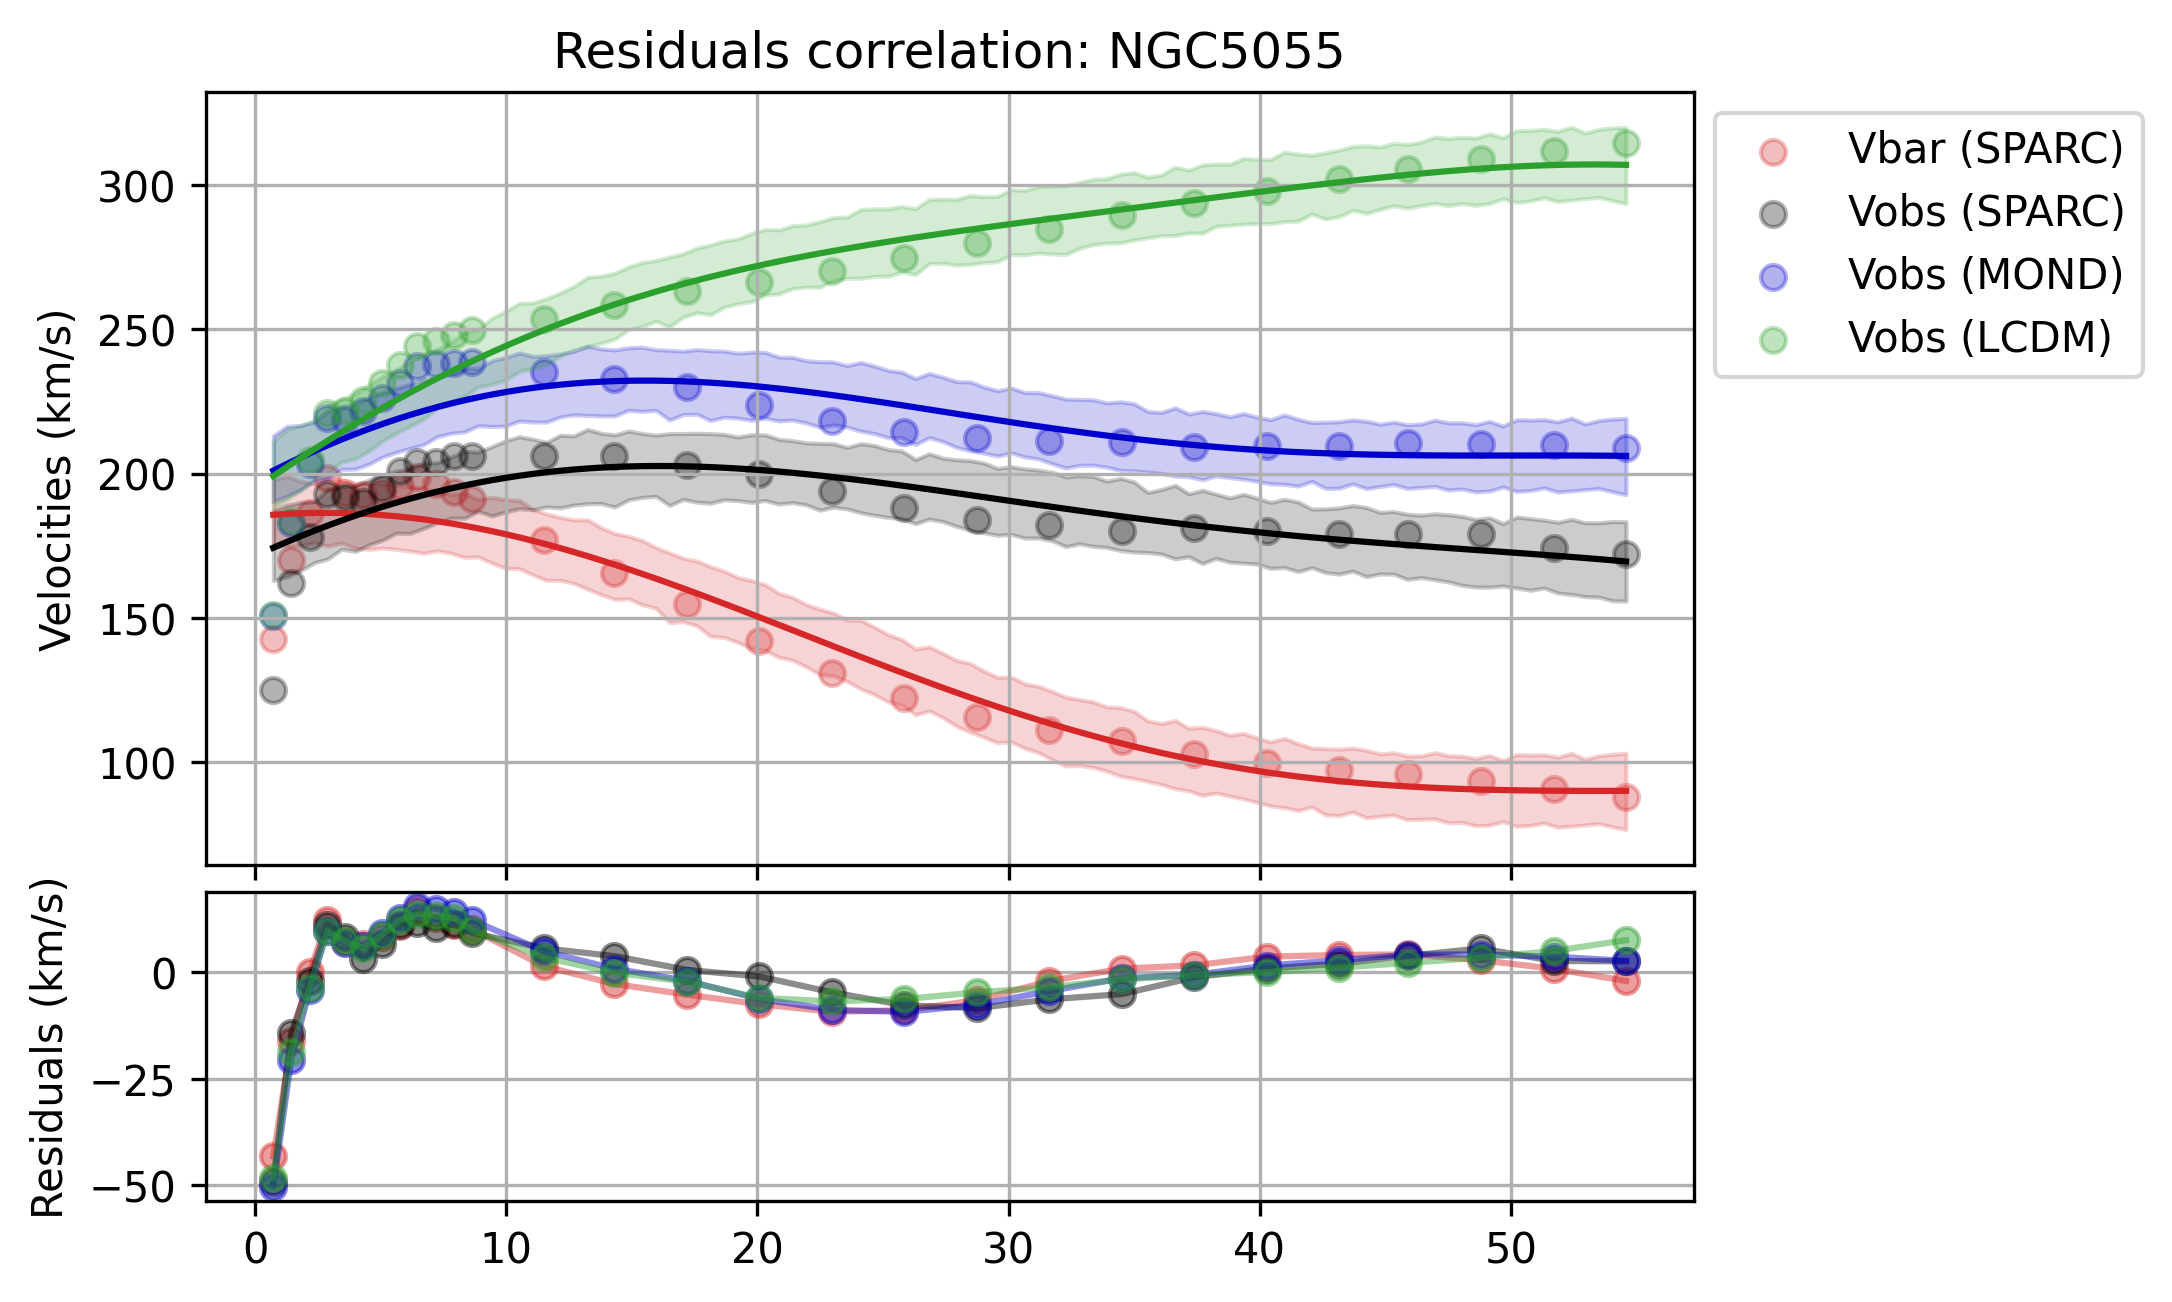 Residuals correlation: NGC5055
Velocities (km/s)
300
250
200
150
100
Vbar (SPARC)
Vobs (SPARC)
Vobs (MOND)
Vobs (LCDM)
Residuals (km/s)
0
−25
−50
0 10 20 30 40 50